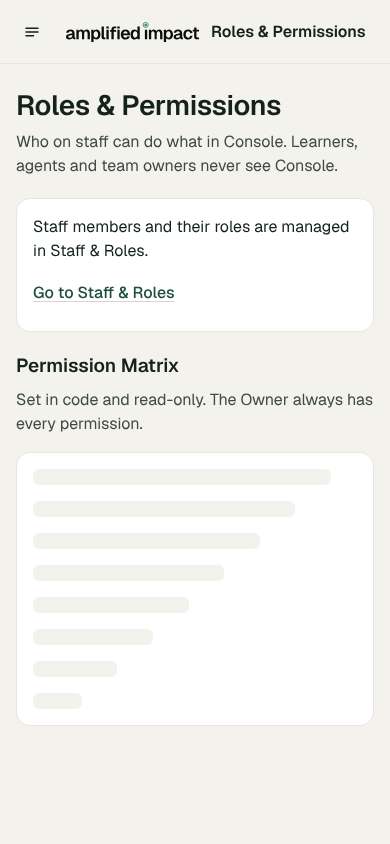 amplified impact Roles & Permissions
Roles & Permissions
Who on staff can do what in Console. Learners,
agents and team owners never see Console.
Staff members and their roles are managed
in Staff & Roles.
Go to Staff & Roles
Permission Matrix
Set in code and read-only. The Owner always has
every permission.